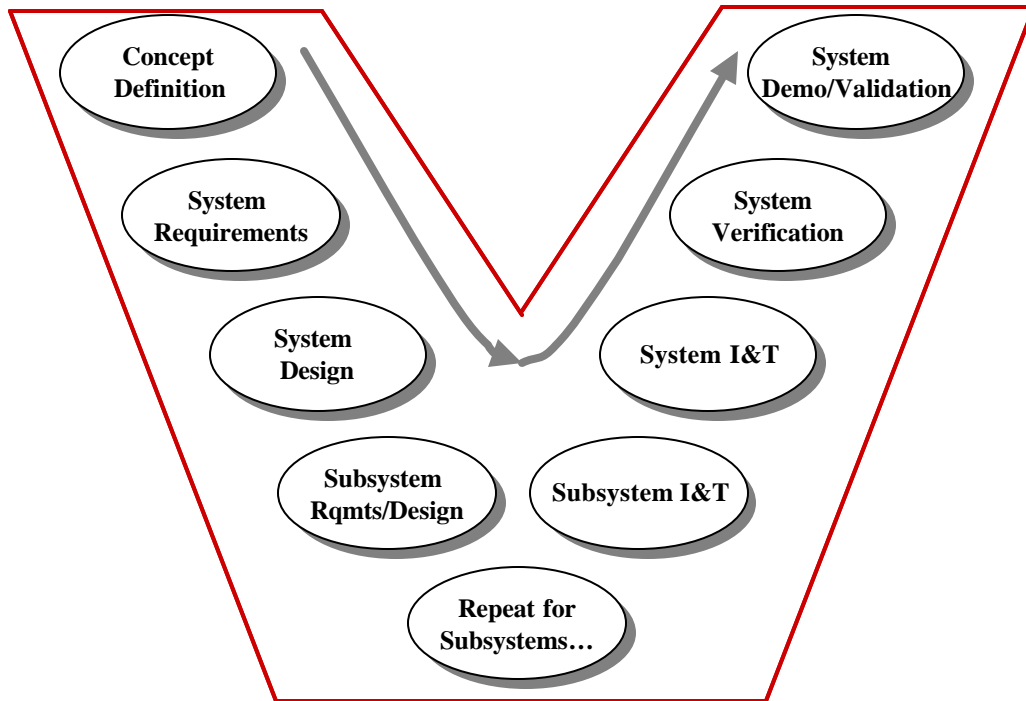 Concept
Definition
System
Requirements
System
Design
Subsystem
Rqmts/Design
Repeat for
Subsystems…
Subsystem I&T
System I&T
System
Verification
System
Demo/Validation